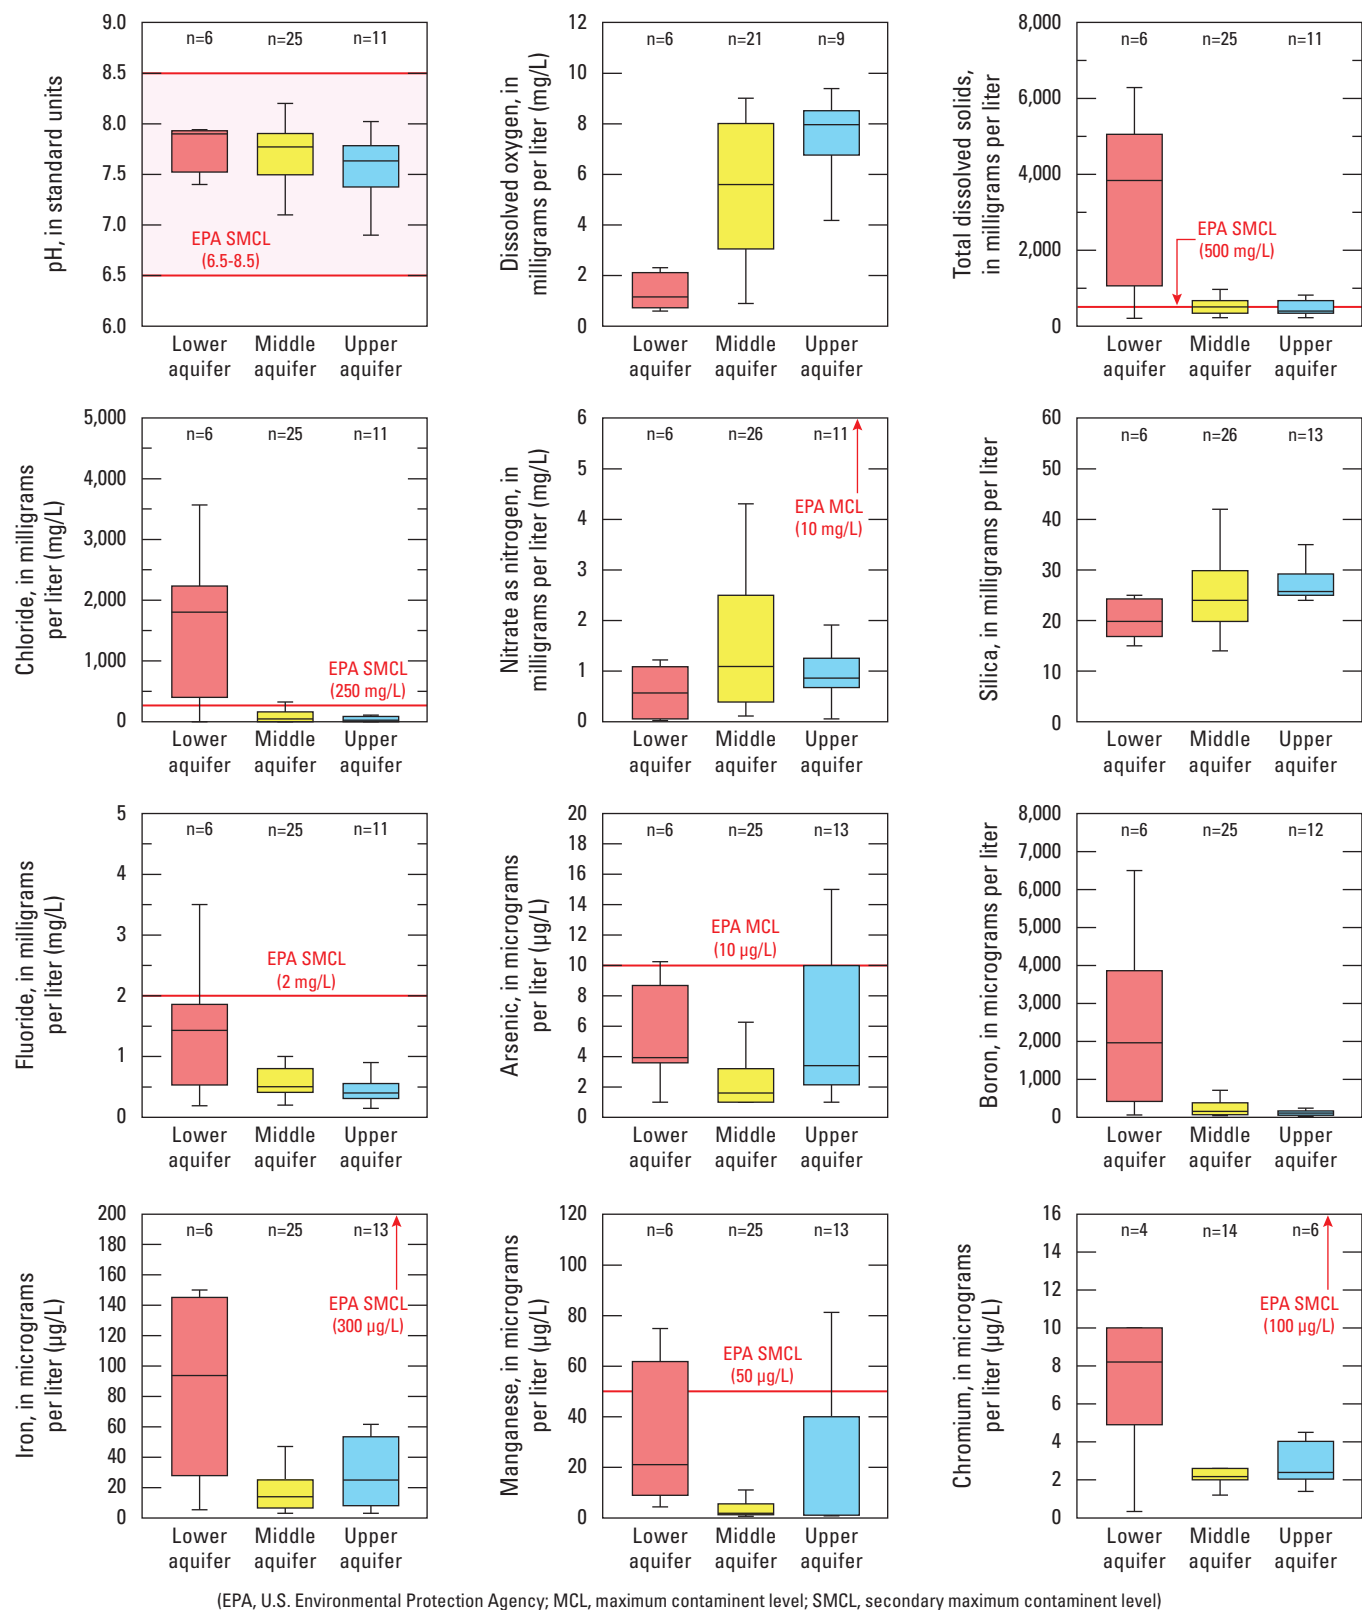 pH, in standard units
9.0
8.5
8.0
7.5
7.0
6.5
6.0
n=6 n=25 n=11
EPA SMCL
(6.5-8.5)
Lower aquifer
Middle aquifer
Upper aquifer
Dissolved oxygen, in
milligrams per liter (mg/L)
12
10
8
6
4
2
0
n=6 n=21 n=9
Lower aquifer
Middle aquifer
Upper aquifer
Total dissolved solids,
in milligrams per liter
8,000
6,000
4,000
2,000
0
n=6 n=25 n=11
EPA SMCL
(500 mg/L)
Lower aquifer
Middle aquifer
Upper aquifer
Chloride, in milligrams
per liter (mg/L)
5,000
4,000
3,000
2,000
1,000
0
n=6 n=25 n=11
EPA SMCL
(250 mg/L)
Lower aquifer
Middle aquifer
Upper aquifer
Nitrate as nitrogen, in
milligrams per liter (mg/L)
6
5
4
3
2
1
0
n=6 n=26 n=11
EPA MCL
(10 mg/L)
Lower aquifer
Middle aquifer
Upper aquifer
Silica, in milligrams per liter
60
50
40
30
20
10
0
n=6 n=26 n=13
Lower aquifer
Middle aquifer
Upper aquifer
Fluoride, in milligrams
per liter (mg/L)
5
4
3
2
1
0
n=6 n=25 n=11
EPA SMCL
(2 mg/L)
Lower aquifer
Middle aquifer
Upper aquifer
Arsenic, in micrograms
per liter (µg/L)
20
18
16
14
12
10
8
6
4
2
0
n=6 n=25 n=13
EPA MCL
(10 µg/L)
Lower aquifer
Middle aquifer
Upper aquifer
Boron, in micrograms per liter
8,000
7,000
6,000
5,000
4,000
3,000
2,000
1,000
0
n=6 n=25 n=12
Lower aquifer
Middle aquifer
Upper aquifer
Iron, in micrograms
per liter (µg/L)
200
180
160
140
120
100
80
60
40
20
0
n=6 n=25 n=13
EPA SMCL
(300 µg/L)
Lower aquifer
Middle aquifer
Upper aquifer
Manganese, in micrograms
per liter (µg/L)
120
100
80
60
40
20
0
n=6 n=25 n=13
EPA SMCL
(50 µg/L)
Lower aquifer
Middle aquifer
Upper aquifer
Chromium, in micrograms
per liter (µg/L)
16
14
12
10
8
6
4
2
0
n=4 n=14 n=6
EPA SMCL
(100 µg/L)
Lower aquifer
Middle aquifer
Upper aquifer
(EPA, U.S. Environmental Protection Agency; MCL, maximum contaminent level; SMCL, secondary maximum contaminent level)